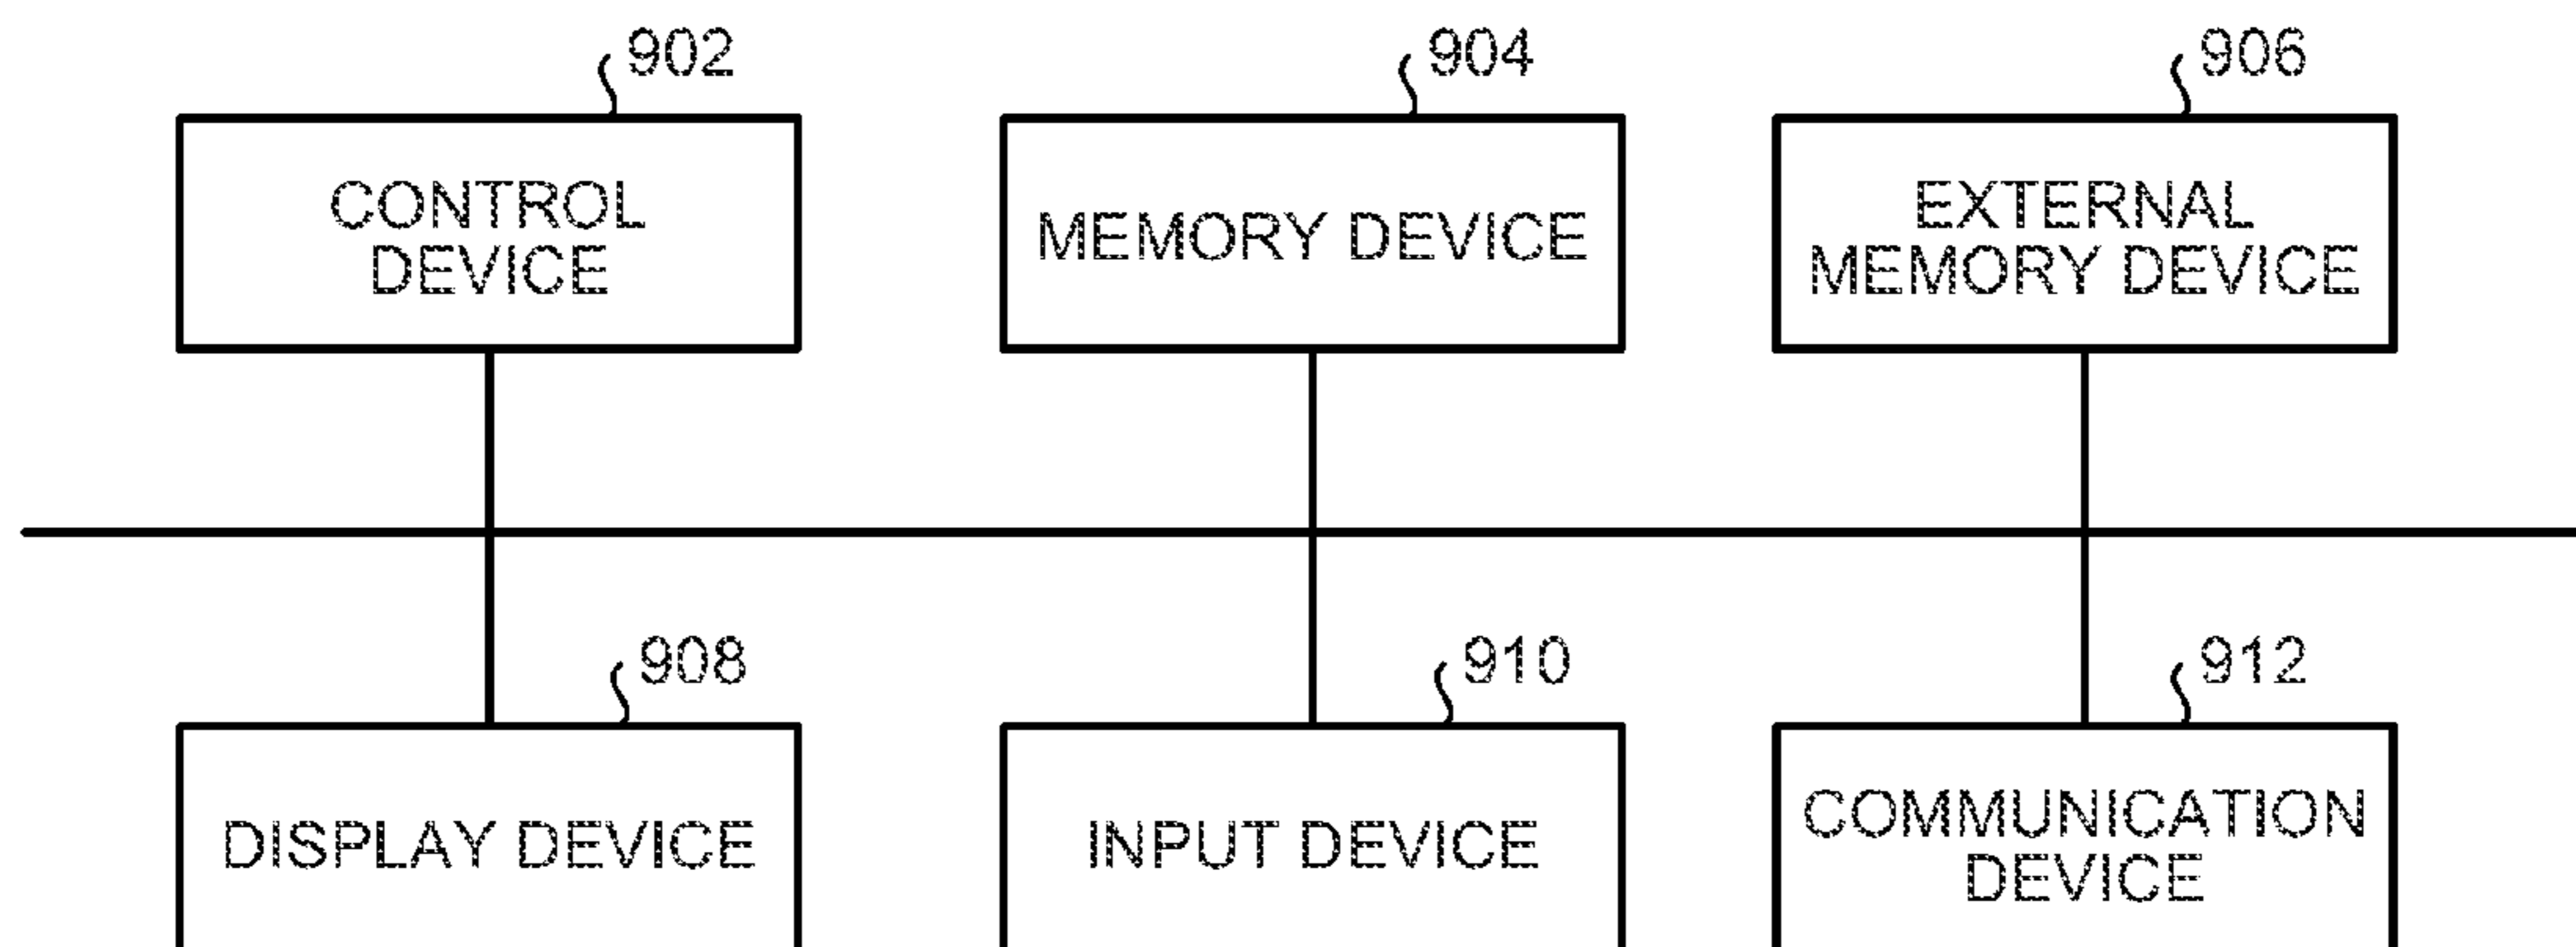 902
904
906
CONTROL
DEVICE
MEMORY DEVICE
EXTERNAL
MEMORY DEVICE
908
910
912
DISPLAY DEVICE
INPUT DEVICE
COMMUNICATION
DEVICE